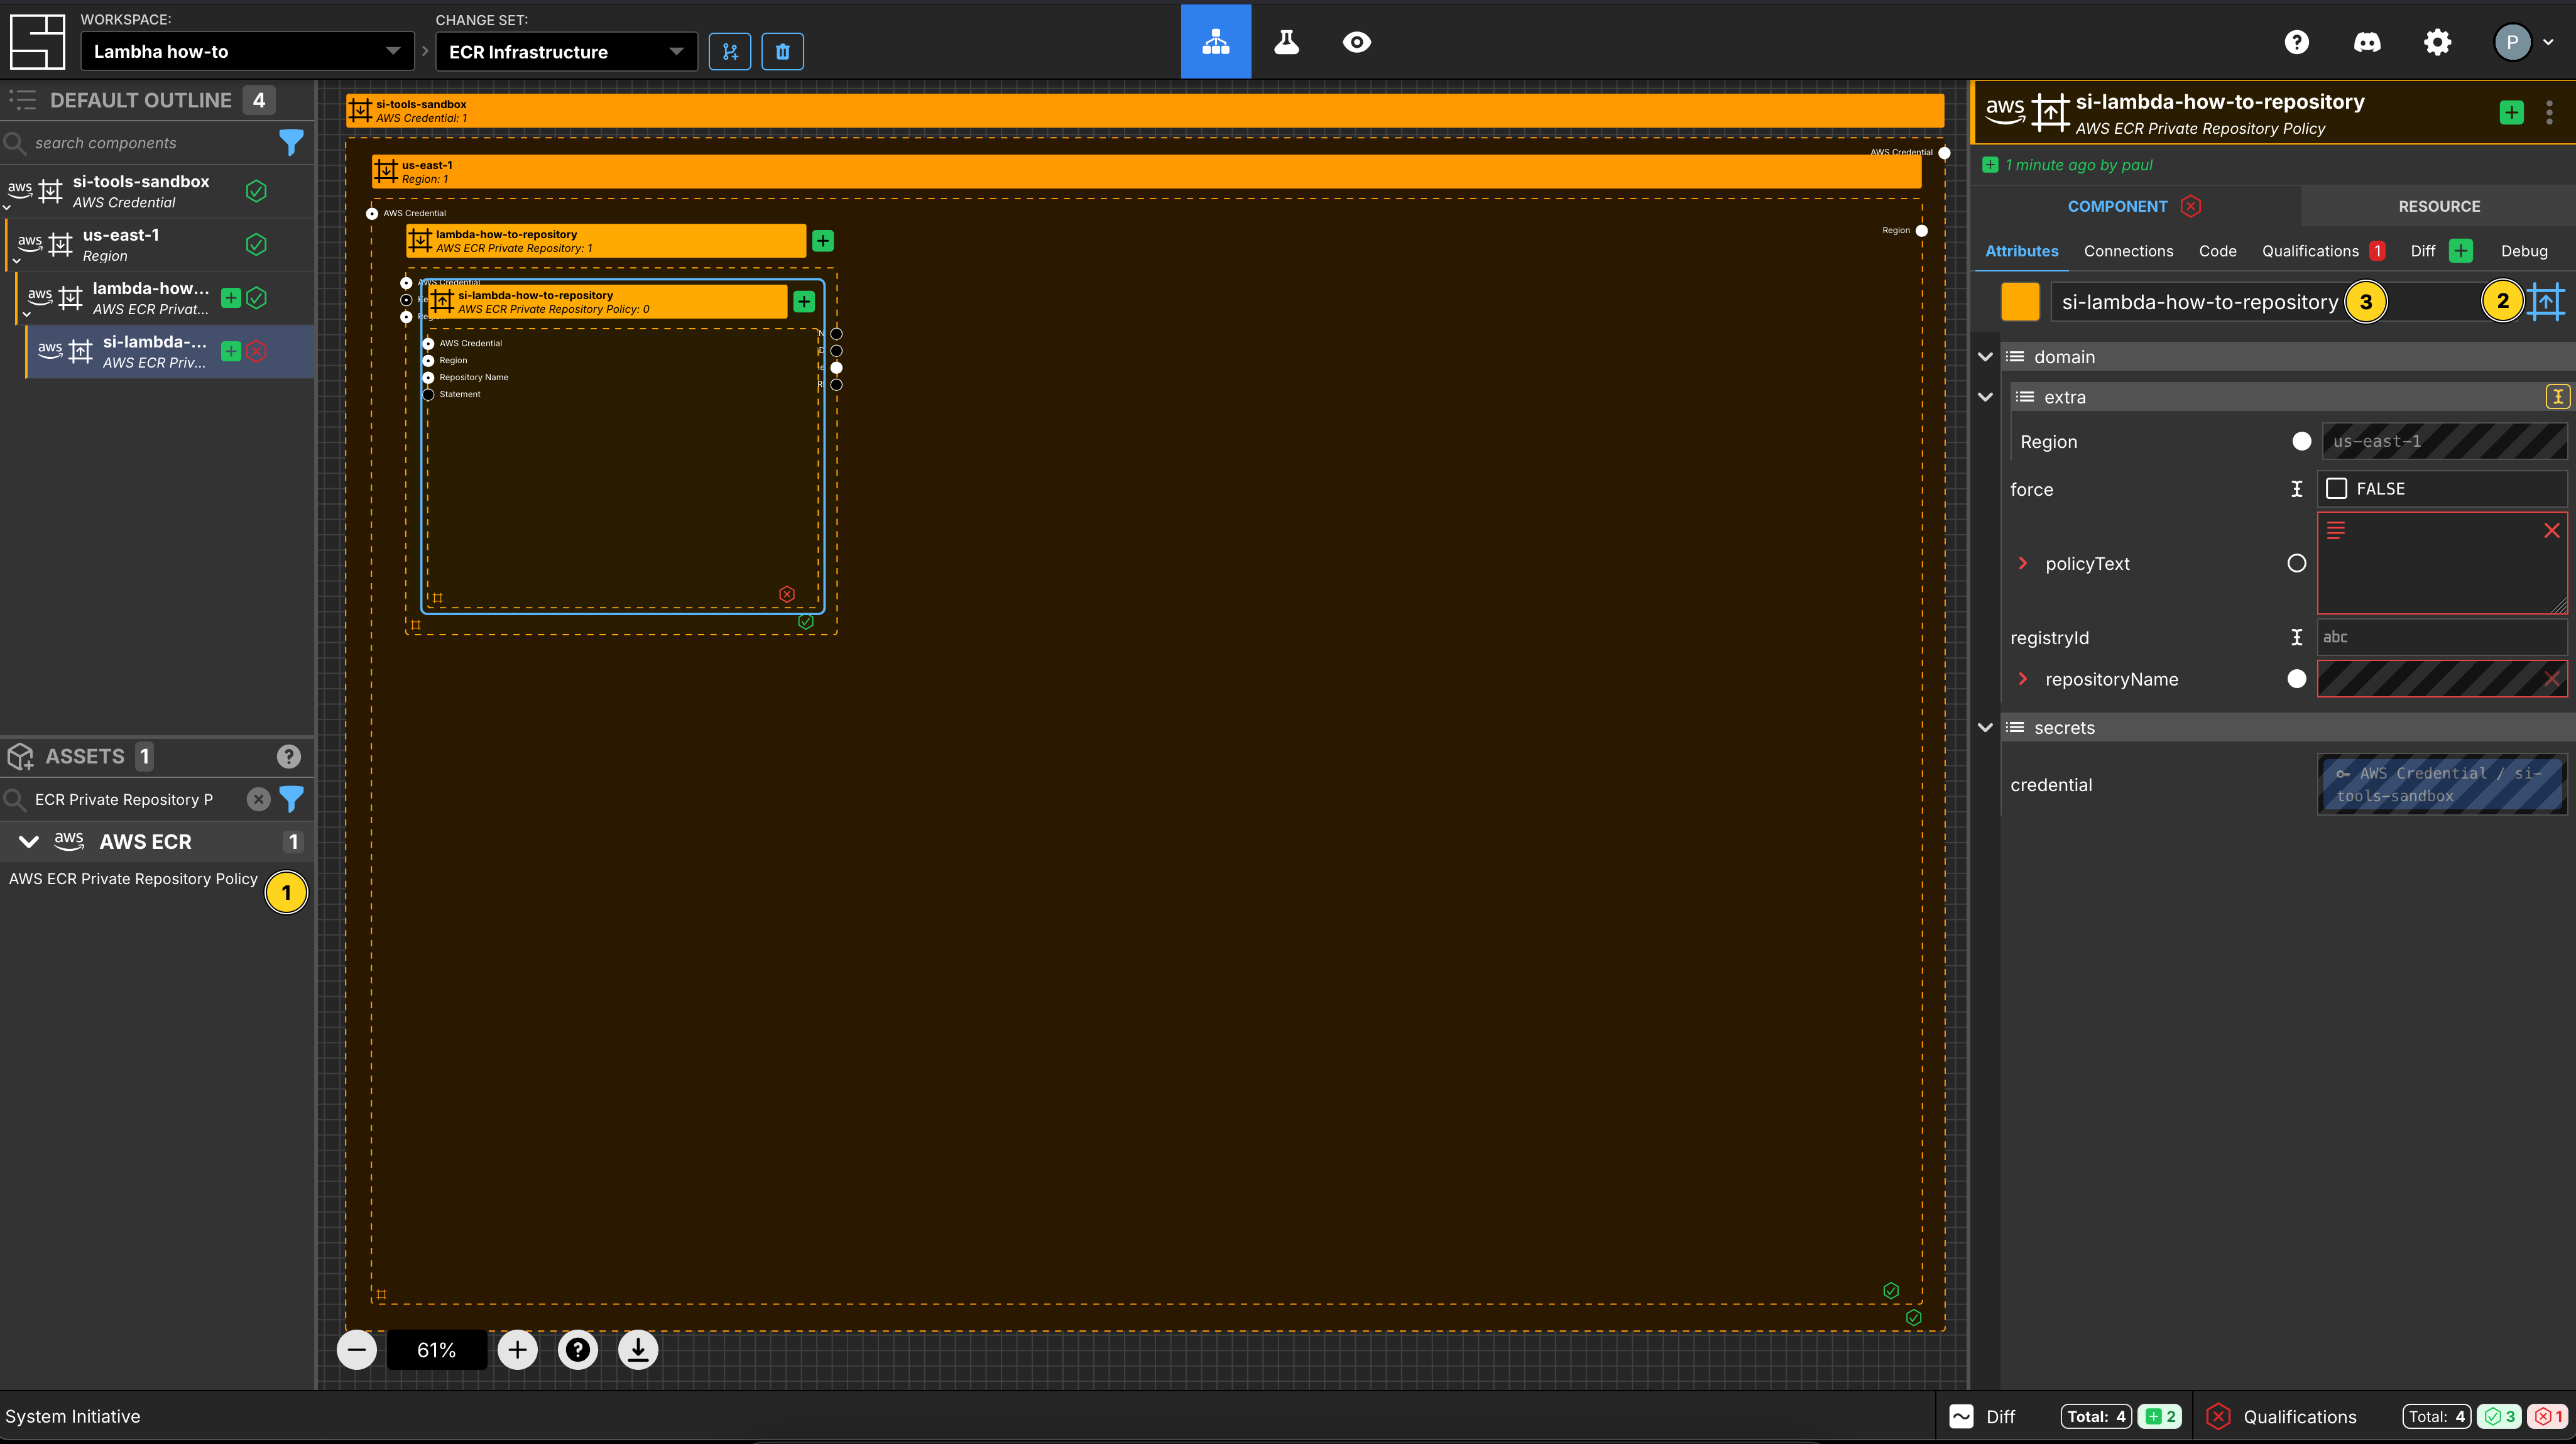 WORKSPACE:
Lambha how-to
CHANGE SET:
ECR Infrastructure
P
DEFAULT OUTLINE 4
search components
aws si-tools-sandbox
AWS Credential
aws us-east-1
Region
aws lambda-how...
AWS ECR Privat...
aws si-lambda-...
AWS ECR Priv...
ASSETS 1
ECR Private Repository P
aws AWS ECR 1
AWS ECR Private Repository Policy
1
si-tools-sandbox
AWS Credential: 1
AWS Credential
us-east-1
Region: 1
AWS Credential
Region
lambda-how-to-repository
AWS ECR Private Repository: 1
AWS Credential
si-lambda-how-to-repository
AWS ECR Private Repository Policy: 0
AWS Credential
Region
Repository Name
Statement
61%
aws si-lambda-how-to-repository
AWS ECR Private Repository Policy
1 minute ago by paul
COMPONENT
RESOURCE
Attributes Connections Code Qualifications 1 Diff Debug
si-lambda-how-to-repository 3 2
domain
extra
Region us-east-1
force FALSE
policyText
registryId abc
repositoryName
secrets
credential AWS Credential / si-
tools-sandbox
System Initiative
Diff Total: 4 2
Qualifications Total: 4 3 1